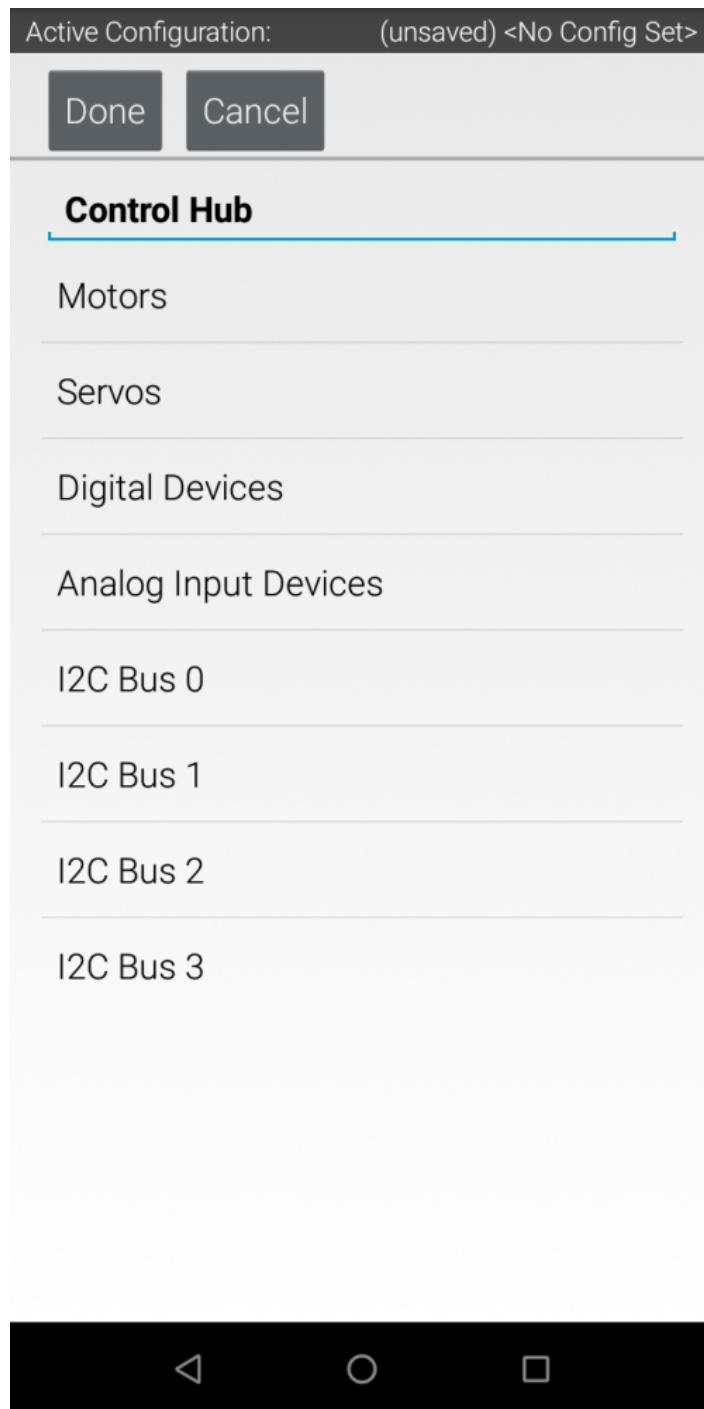 Active Configuration: (unsaved) <No Config Set>
Done Cancel
Control Hub
Motors
Servos
Digital Devices
Analog Input Devices
I2C Bus 0
I2C Bus 1
I2C Bus 2
I2C Bus 3